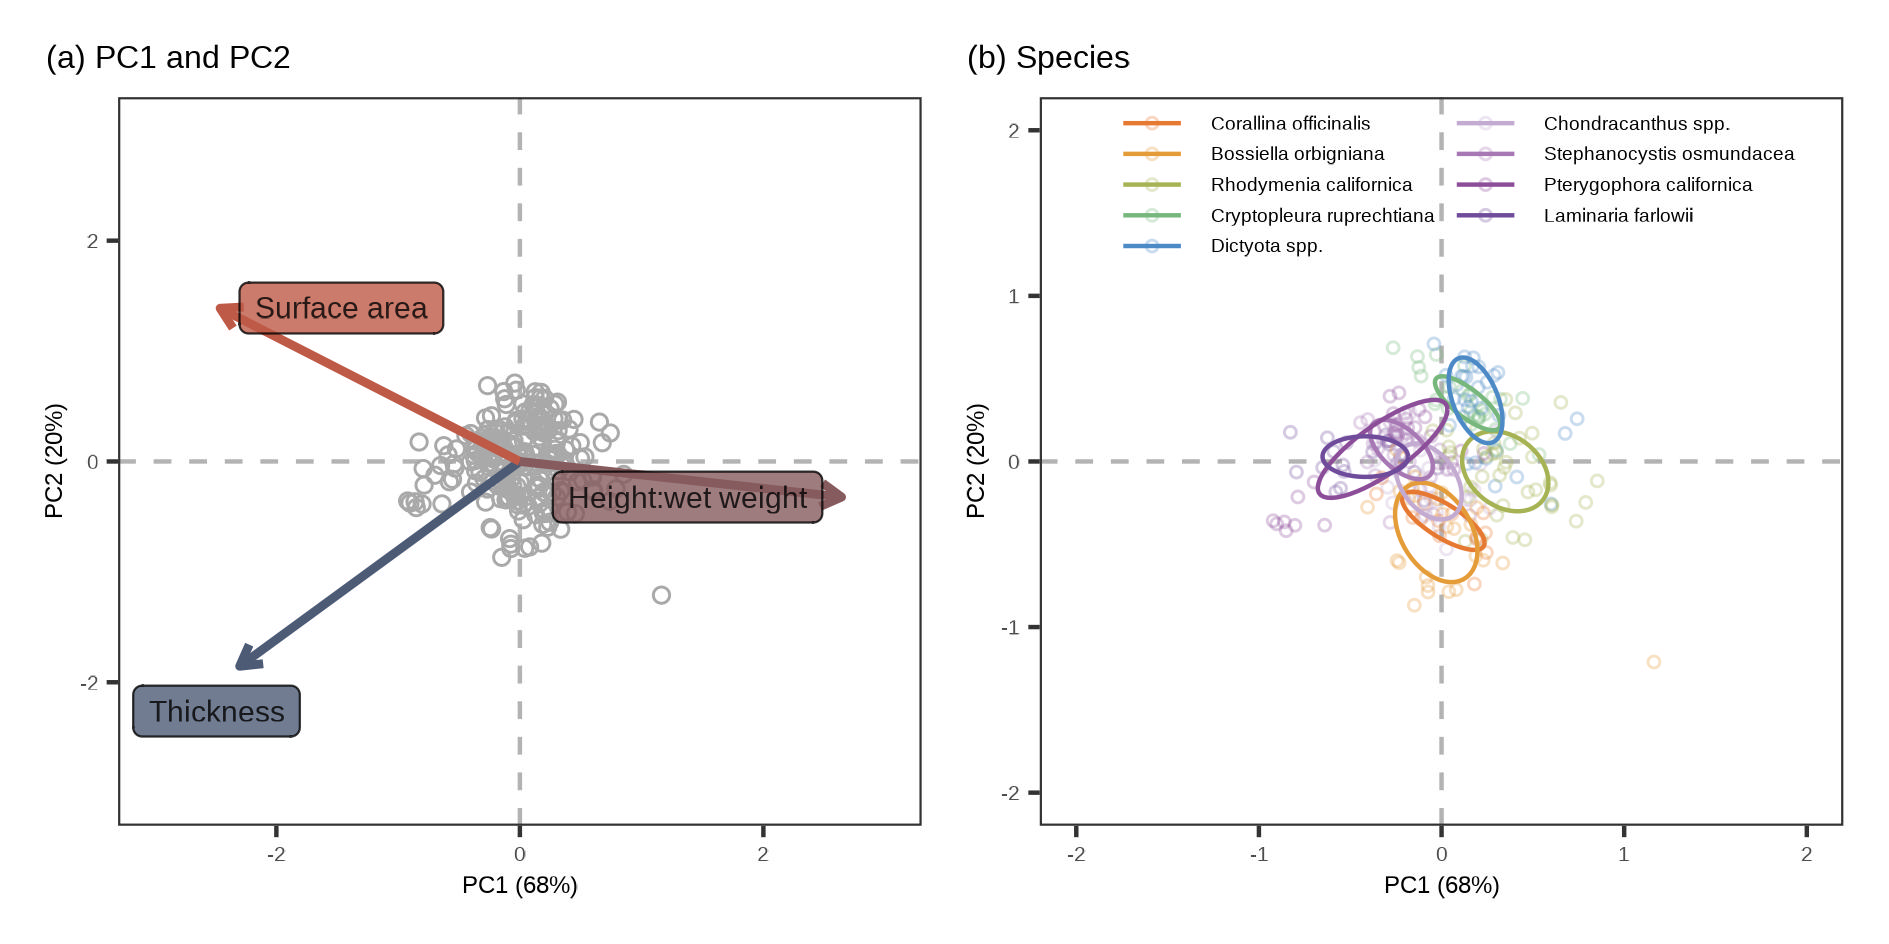 (a) PC1 and PC2
PC2 (20%)
2
0
-2
Surface area
Height:wet weight
Thickness
-2
0
2
PC1 (68%)
(b) Species
PC2 (20%)
2
1
0
-1
-2
Corallina officinalis
Bossiella orbigniana
Rhodymenia californica
Cryptopleura ruprechtiana
Dictyota spp.
Chondracanthus spp.
Stephanocystis osmundacea
Pterygophora californica
Laminaria farlowii
-2
-1
0
1
2
PC1 (68%)